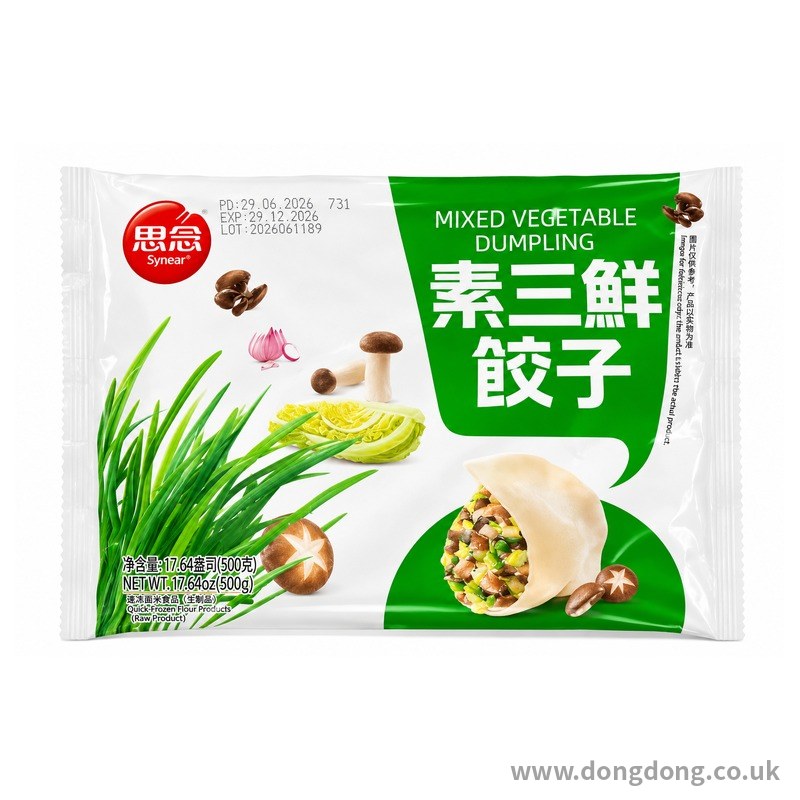 PD:29.06.2026 731
EXP:29.12.2026
LOT:2026061189
思念
Synear®
MIXED VEGETABLE
DUMPLING
素三鮮
餃子
图片仅供参考，产品以实物为准
净含量: 17.64盎司(500克)
NET WT. 17.64oz(500g)
速冻面米食品（生制品）
Quick-Frozen Flour Products
(Raw Product)
www.dongdong.co.uk